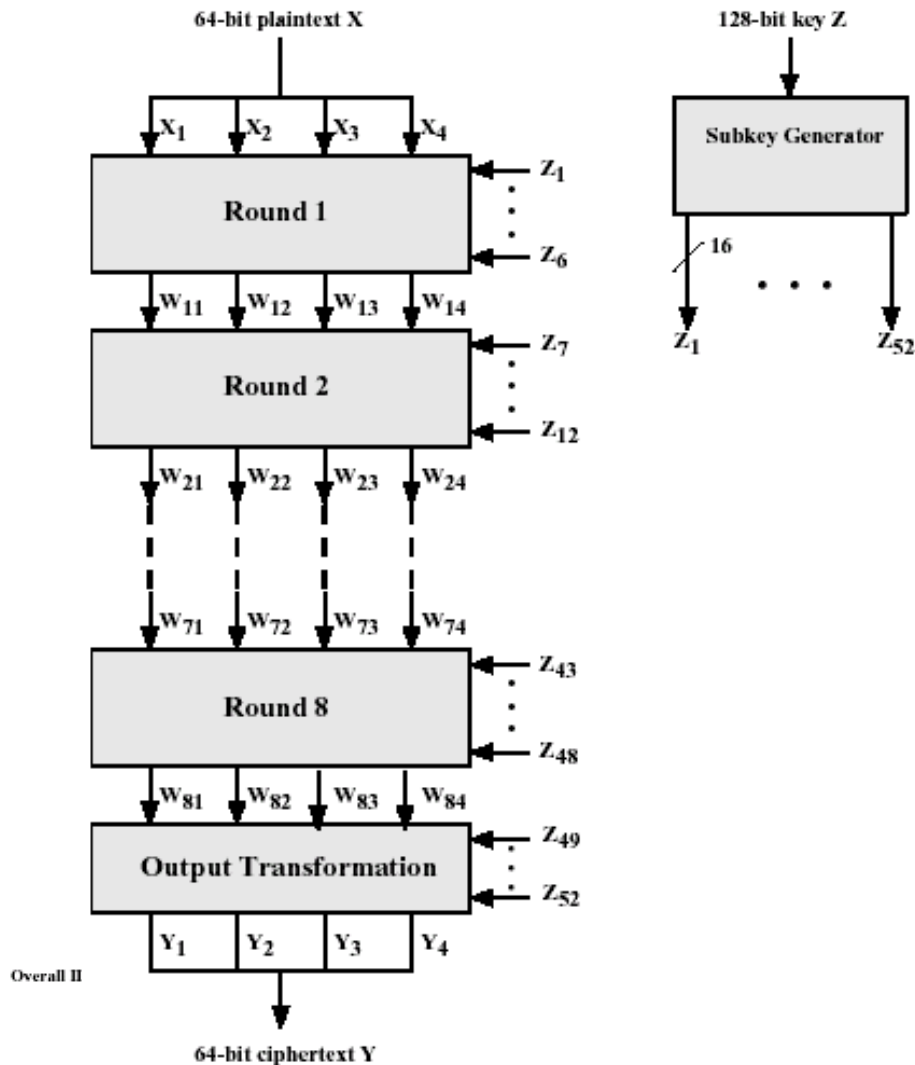 64-bit plaintext X
128-bit key Z
X1 X2 X3 X4
Subkey Generator
Z1
Round 1
Z6
16
W11 W12 W13 W14
Z1 Z52
Z7
Round 2
Z12
W21 W22 W23 W24
W71 W72 W73 W74
Z43
Round 8
Z48
W81 W82 W83 W84
Z49
Output Transformation
Z52
Y1 Y2 Y3 Y4
Overall II
64-bit ciphertext Y